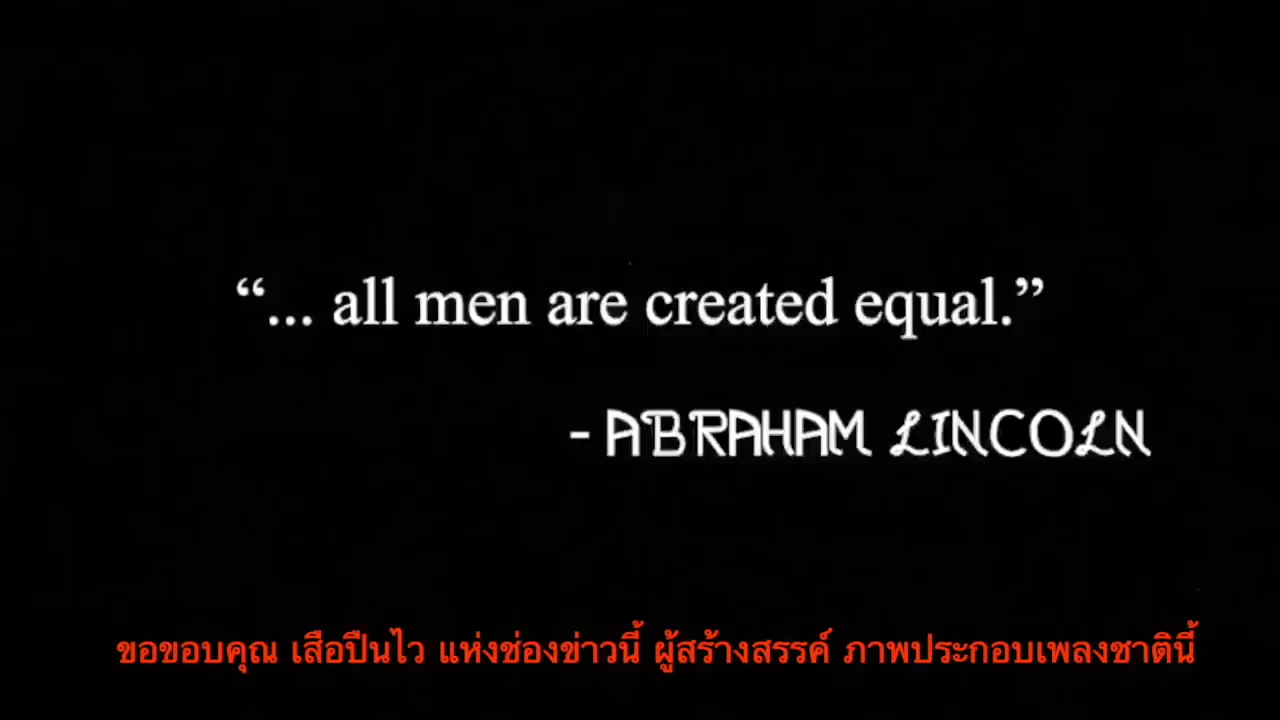 “... all men are created equal.”
- ABRAHAM LINCOLN
ขอขอบคุณ เสือปืนไว แห่งช่องข่าวนี้ ผู้สร้างสรรค์ ภาพประกอบเพลงชาตินี้